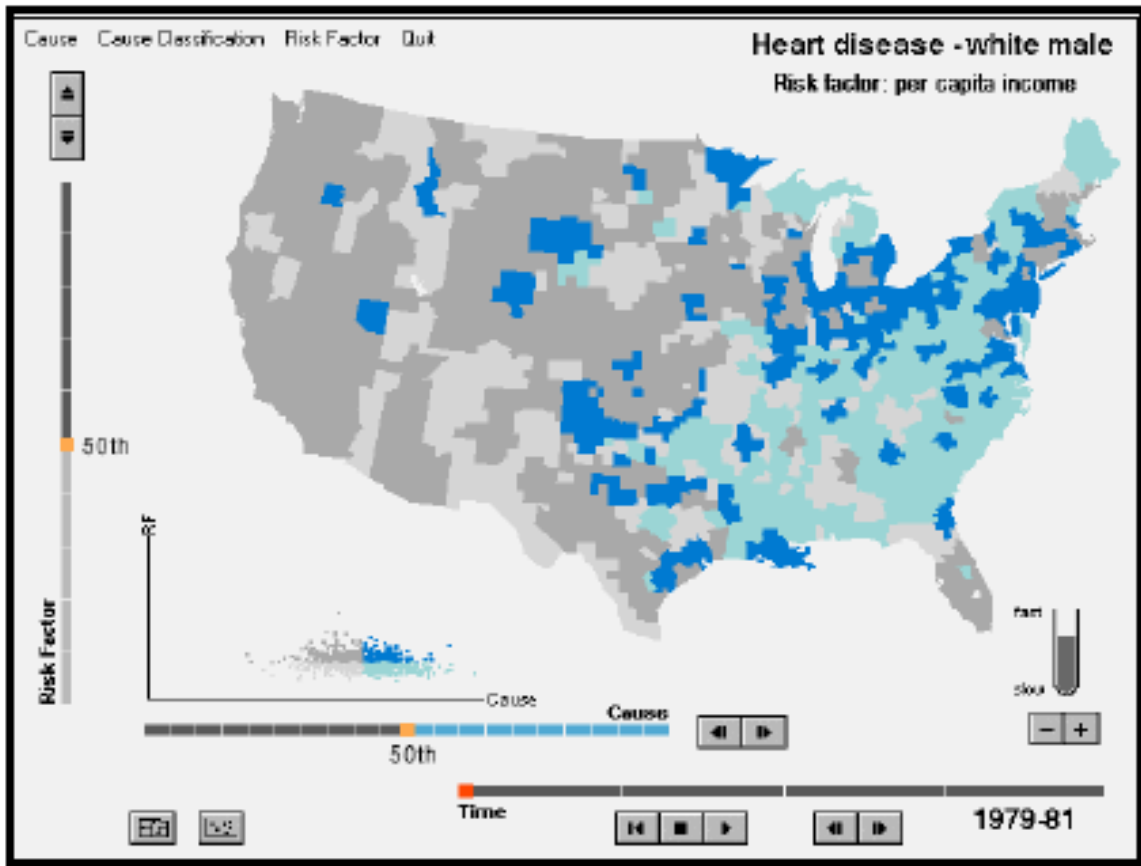 Cause Cause Classification Risk Factor Quit
Heart disease - white male
Risk factor: per capita income
50th
RF
Risk Factor
Cause
Cause
50th
fast
slow
Time
1979-81